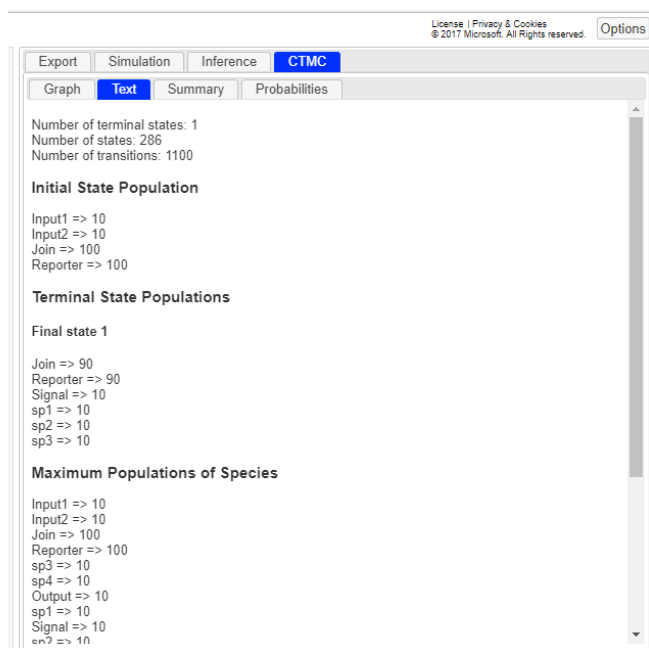 License | Privacy & Cookies
© 2017 Microsoft. All Rights reserved.
Options
Export Simulation Inference CTMC
Graph Text Summary Probabilities
Number of terminal states: 1
Number of states: 286
Number of transitions: 1100
Initial State Population
Input1 => 10
Input2 => 10
Join => 100
Reporter => 100
Terminal State Populations
Final state 1
Join => 90
Reporter => 90
Signal => 10
sp1 => 10
sp2 => 10
sp3 => 10
Maximum Populations of Species
Input1 => 10
Input2 => 10
Join => 100
Reporter => 100
sp3 => 10
sp4 => 10
Output => 10
sp1 => 10
Signal => 10
sp2 => 10